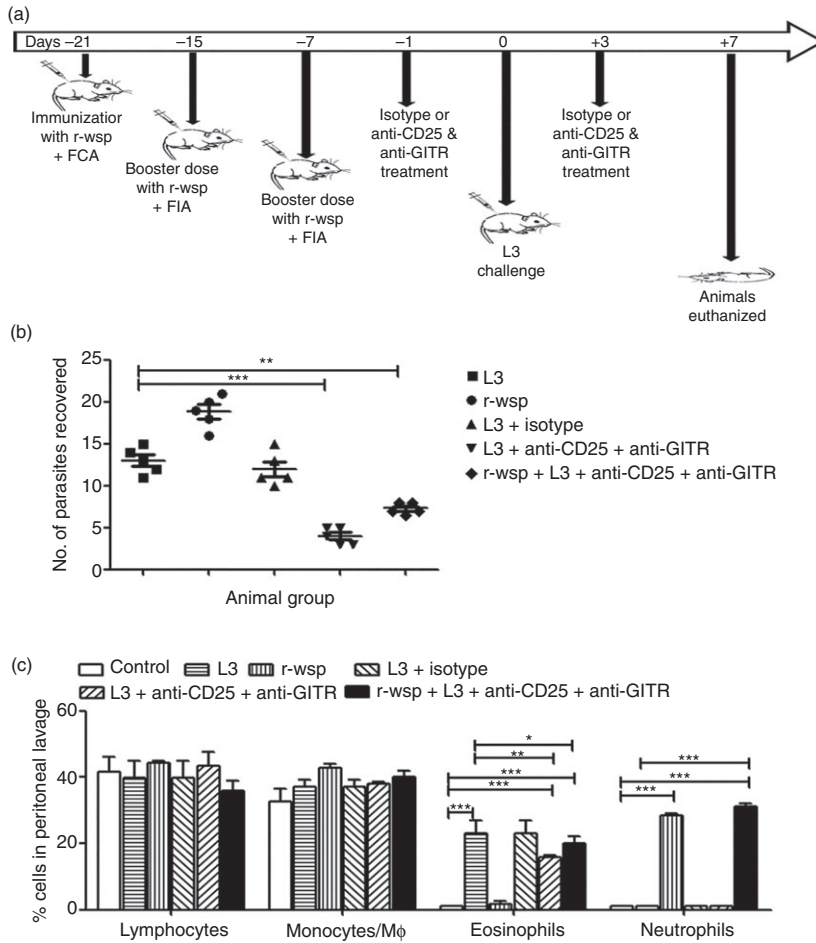 (a)
Days –21
–15
–7
–1
0
+3
+7
Immunizatior
with r-wsp
+ FCA
Booster dose
with r-wsp
+ FIA
Booster dose
with r-wsp
+ FIA
Isotype or
anti-CD25 &
anti-GITR
treatment
L3
challenge
Isotype or
anti-CD25 &
anti-GITR
treatment
Animals
euthanized
(b)
No. of parasites recovered
25
20
15
10
5
0
**
***
Animal group
L3
r-wsp
L3 + isotype
L3 + anti-CD25 + anti-GITR
r-wsp + L3 + anti-CD25 + anti-GITR
(c)
Control
L3
r-wsp
L3 + isotype
L3 + anti-CD25 + anti-GITR
r-wsp + L3 + anti-CD25 + anti-GITR
% cells in peritoneal lavage
60
40
20
0
*
**
***
***
***
***
***
***
Lymphocytes
Monocytes/Mϕ
Eosinophils
Neutrophils